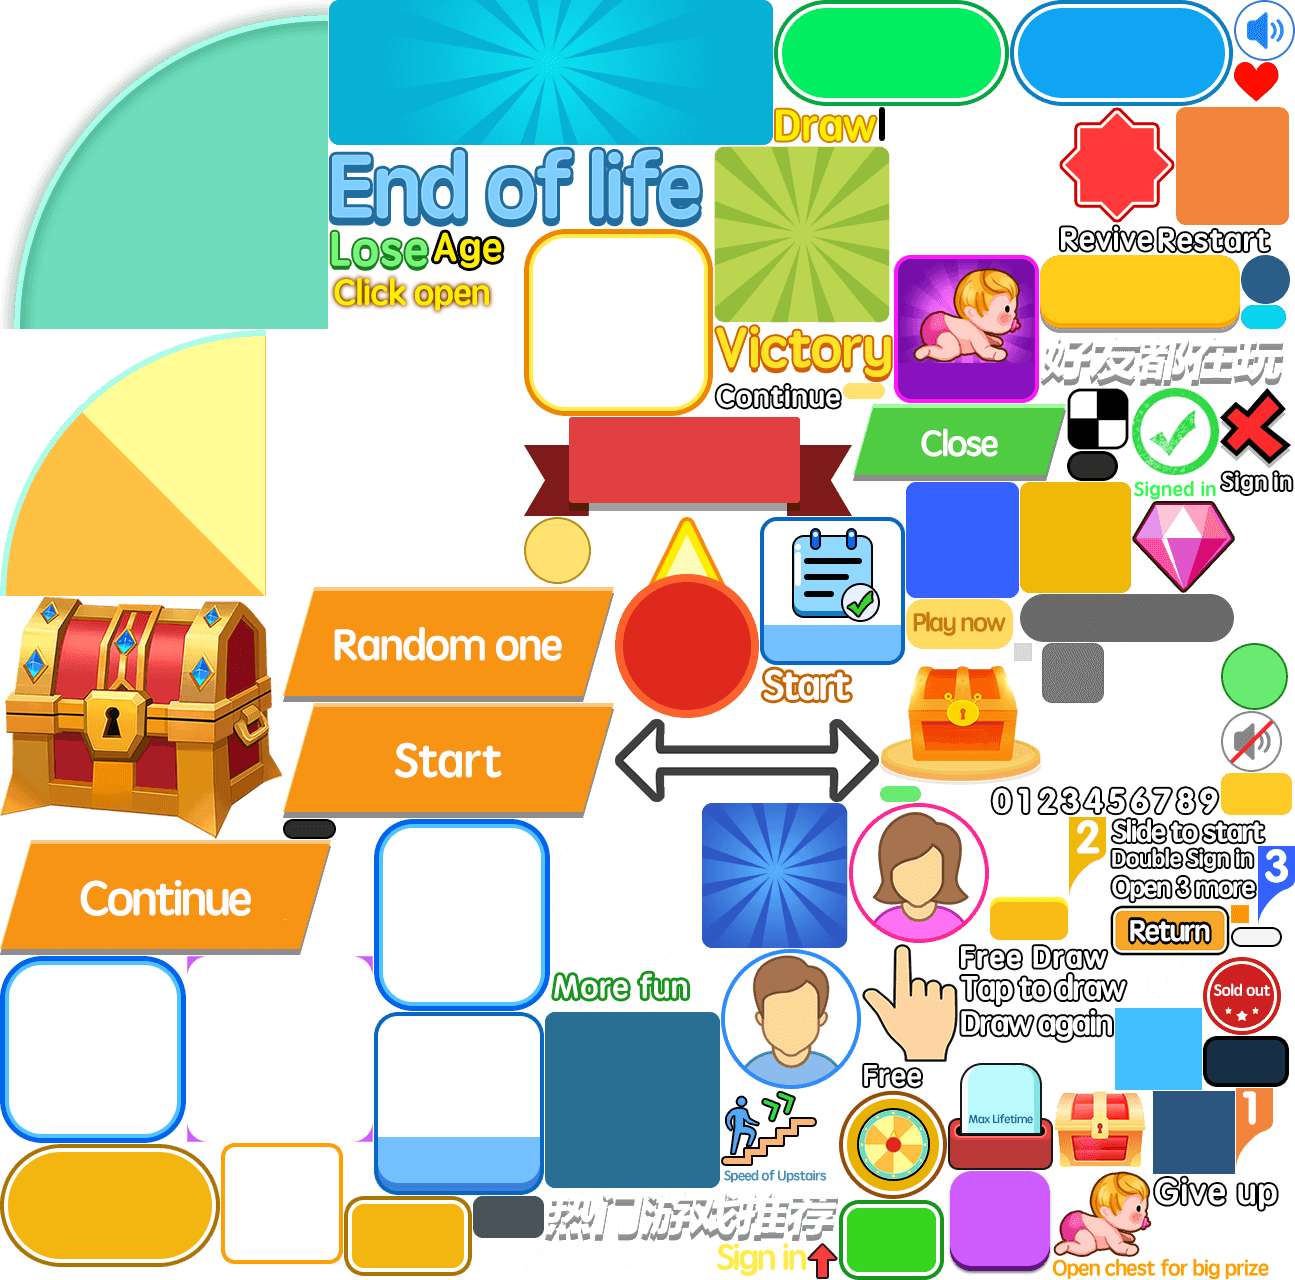 Draw
End of life
Lose
Age
Click open
Revive
Restart
Victory
Continue
好友都在玩
Close
Signed in
Sign in
Play now
Random one
Start
Start
0123456789
2
Slide to start
Double Sign in
3
Open 3 more
Return
Continue
More fun
Free Draw
Tap to draw
Draw again
Sold out
Free
Max Lifetime
1
Speed of Upstairs
Give up
热门游戏推荐
Sign in
Open chest for big prize